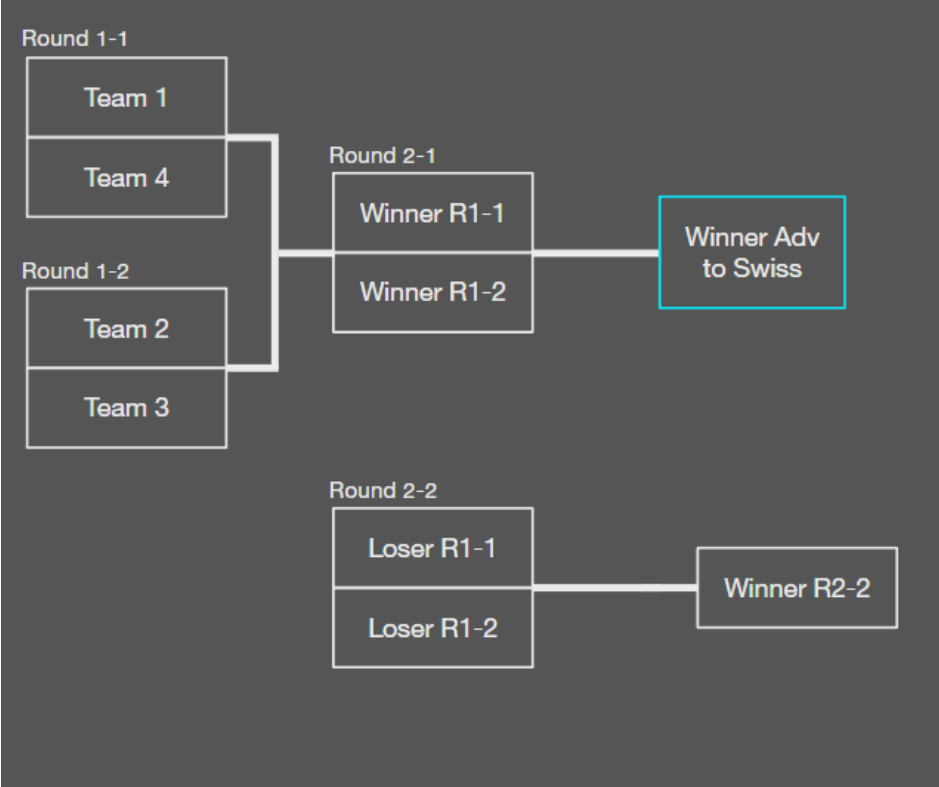 Round 1-1
Team 1
Team 4
Round 1-2
Team 2
Team 3
Round 2-1
Winner R1-1
Winner R1-2
Winner Adv
to Swiss
Round 2-2
Loser R1-1
Loser R1-2
Winner R2-2